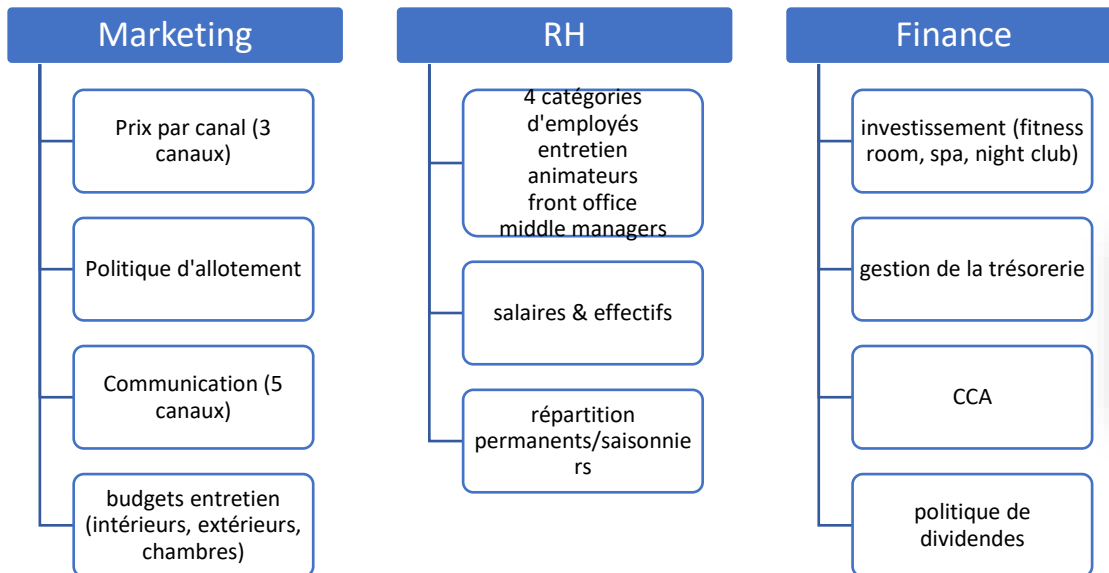 Marketing
Prix par canal (3
canaux)
Politique d'allotement
Communication (5
canaux)
budgets entretien
(intérieurs, extérieurs,
chambres)
RH
4 catégories
d'employés
entretien
animateurs
front office
middle managers
salaires & effectifs
répartition
permanents/saisonnie
rs
Finance
investissement (fitness
room, spa, night club)
gestion de la trésorerie
CCA
politique de
dividendes